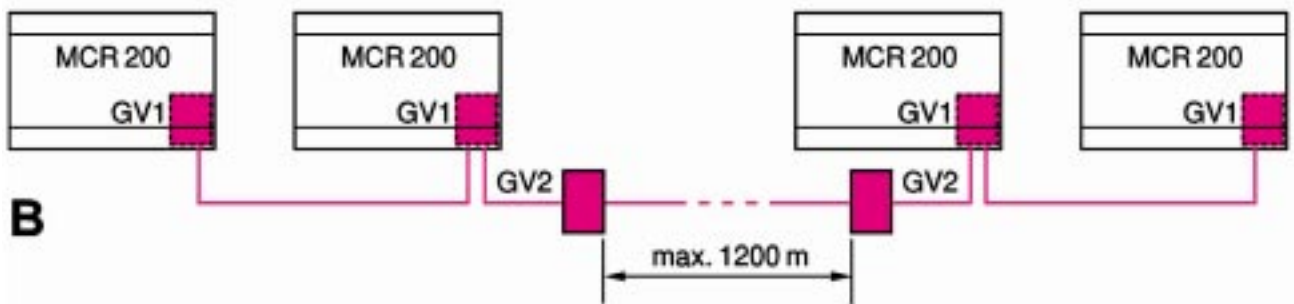 MCR 200 MCR 200 MCR 200 MCR 200
GV1 GV1 GV1 GV1
GV2 GV2
B
max. 1200 m